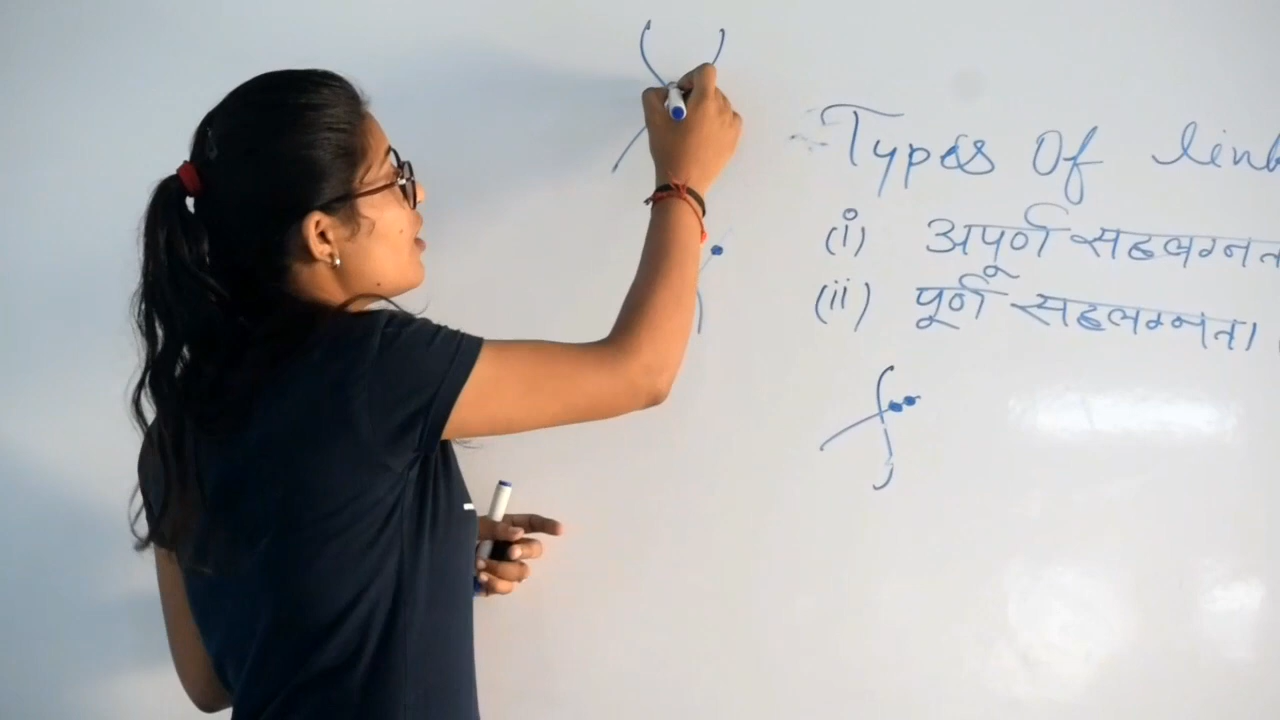 Types Of link
(i) अपूर्ण सहलग्नता
(ii) पूर्ण सहलग्नता।